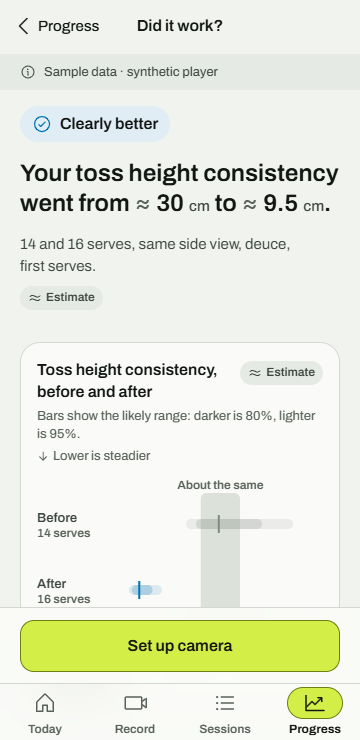 Progress
Did it work?
Sample data · synthetic player
Clearly better
Your toss height consistency
went from ≈ 30 cm to ≈ 9.5 cm.
14 and 16 serves, same side view, deuce,
first serves.
≈ Estimate
Toss height consistency,
before and after
≈ Estimate
Bars show the likely range: darker is 80%, lighter
is 95%.
↓ Lower is steadier
About the same
Before
14 serves
After
16 serves
Set up camera
Today
Record
Sessions
Progress